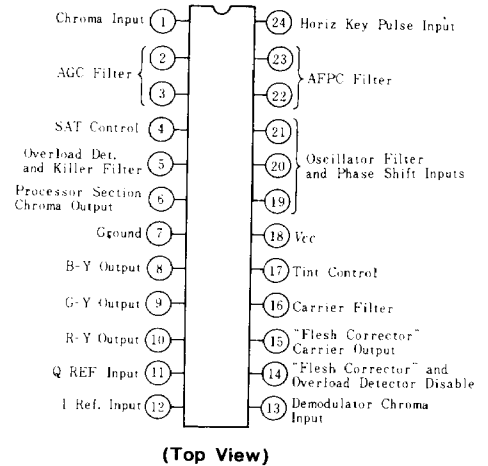 Chroma Input 1
24 Horiz Key Pulse Input
AGC Filter
2
3
23
22
AFPC Filter
SAT Control 4
21
20
19
Oscillator Filter
and Phase Shift Inputs
Overload Det.
and Killer Filter 5
Processor Section
Chroma Output 6
Ground 7
18 Vcc
B-Y Output 8
17 Tint Control
G-Y Output 9
16 Carrier Filter
R-Y Output 10
15 "Flesh Corrector"
Carrier Output
Q REF Input 11
14 "Flesh Corrector" and
Overload Detector Disable
I Ref. Input 12
13 Demodulator Chroma
Input
(Top View)